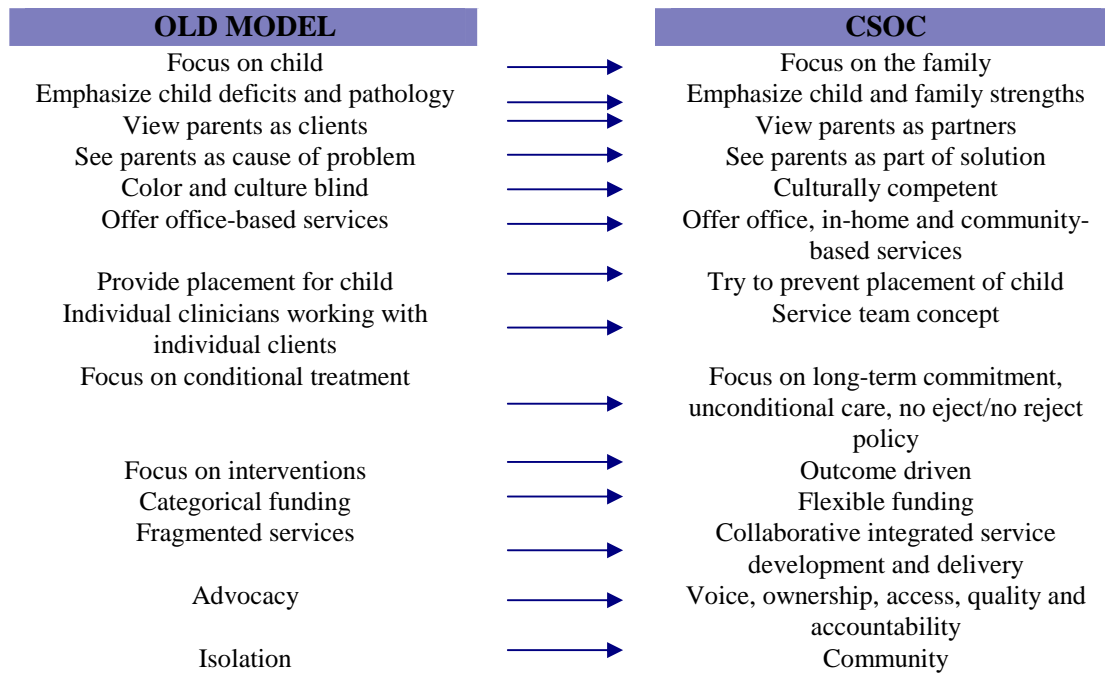 OLD MODEL CSOC
Focus on child Focus on the family
Emphasize child deficits and pathology Emphasize child and family strengths
View parents as clients View parents as partners
See parents as cause of problem See parents as part of solution
Color and culture blind Culturally competent
Offer office-based services Offer office, in-home and community-
based services
Provide placement for child Try to prevent placement of child
Individual clinicians working with Service team concept
individual clients
Focus on conditional treatment Focus on long-term commitment,
unconditional care, no eject/no reject
policy
Focus on interventions Outcome driven
Categorical funding Flexible funding
Fragmented services Collaborative integrated service
development and delivery
Advocacy Voice, ownership, access, quality and
accountability
Isolation Community